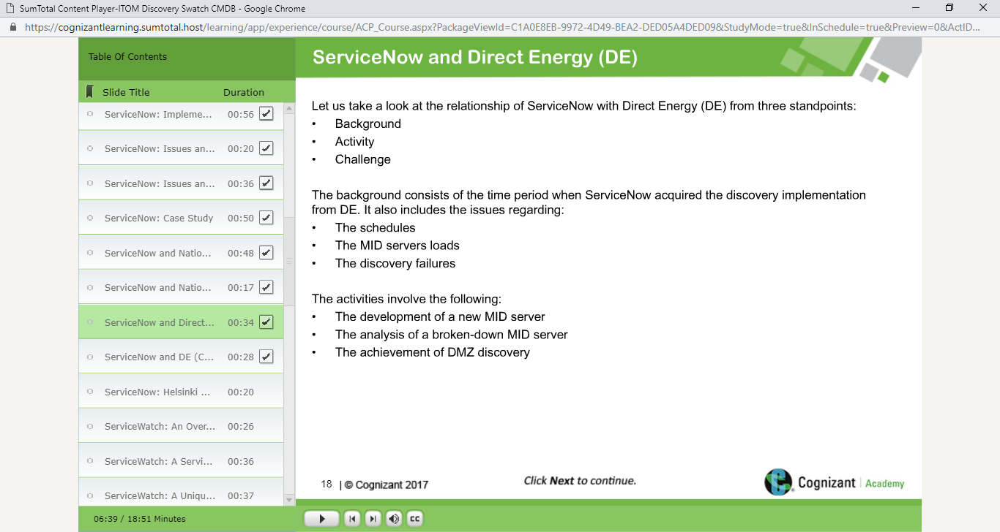 SumTotal Content Player-ITOM Discovery Swatch CMDB - Google Chrome
https://cognizantlearning.sumtotal.host/learning/app/experience/course/ACP_Course.aspx?PackageViewId=C1A0E8EB-9972-4D49-BEA2-DED05A4DED09&StudyMode=true&InSchedule=true&Preview=0&ActID...
Table Of Contents
Slide Title Duration
ServiceNow: Impleme... 00:56
ServiceNow: Issues an... 00:20
ServiceNow: Issues an... 00:36
ServiceNow: Case Study 00:50
ServiceNow and Natio... 00:48
ServiceNow and Natio... 00:17
ServiceNow and Direct... 00:34
ServiceNow and DE (C... 00:28
ServiceNow: Helsinki ... 00:20
ServiceWatch: An Over... 00:26
ServiceWatch: A Servi... 00:36
ServiceWatch: A Uniqu... 00:37
06:39 / 18:51 Minutes
ServiceNow and Direct Energy (DE)
Let us take a look at the relationship of ServiceNow with Direct Energy (DE) from three standpoints:
• Background
• Activity
• Challenge
The background consists of the time period when ServiceNow acquired the discovery implementation
from DE. It also includes the issues regarding:
• The schedules
• The MID servers loads
• The discovery failures
The activities involve the following:
• The development of a new MID server
• The analysis of a broken-down MID server
• The achievement of DMZ discovery
18 | © Cognizant 2017
Click Next to continue.
Cognizant | Academy
CC